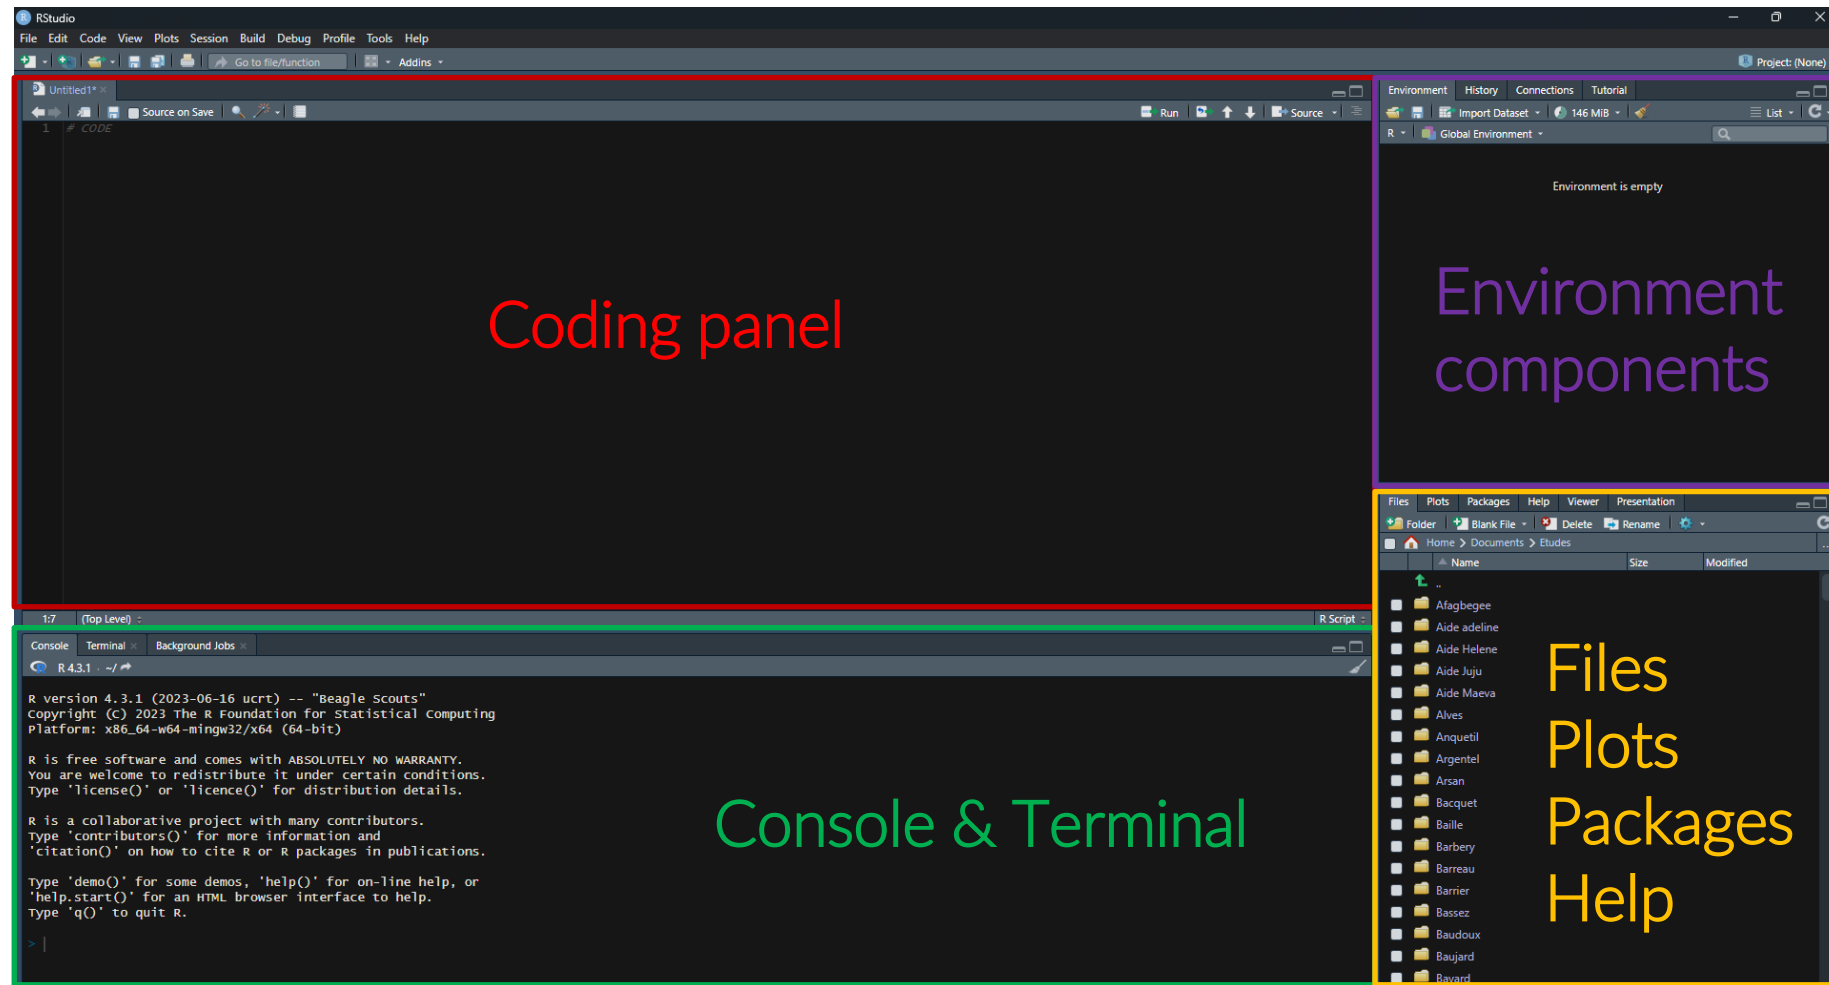 RStudio
File Edit Code View Plots Session Build Debug Profile Tools Help
Go to file/function Addins Project: (None)
Untitled1*
Source on Save Run Source
1 # CODE
Coding panel
1:7 (Top Level) R Script
Environment History Connections Tutorial
Import Dataset 146 MiB List
R Global Environment
Environment is empty
Environment
components
Console Terminal Background Jobs
R 4.3.1 · ~/
R version 4.3.1 (2023-06-16 ucrt) -- "Beagle Scouts"
Copyright (C) 2023 The R Foundation for Statistical Computing
Platform: x86_64-w64-mingw32/x64 (64-bit)
R is free software and comes with ABSOLUTELY NO WARRANTY.
You are welcome to redistribute it under certain conditions.
Type 'license()' or 'licence()' for distribution details.
R is a collaborative project with many contributors.
Type 'contributors()' for more information and
'citation()' on how to cite R or R packages in publications.
Type 'demo()' for some demos, 'help()' for on-line help, or
'help.start()' for an HTML browser interface to help.
Type 'q()' to quit R.
>
Console & Terminal
Files Plots Packages Help Viewer Presentation
Folder Blank File Delete Rename
Home > Documents > Etudes
Name Size Modified
..
Afagbegee
Aide adeline
Aide Helene
Aide Juju
Aide Maeva
Alves
Anquetil
Argentel
Arsan
Bacquet
Baille
Barbery
Barreau
Barrier
Bassez
Baudoux
Baujard
Bayard
Files
Plots
Packages
Help